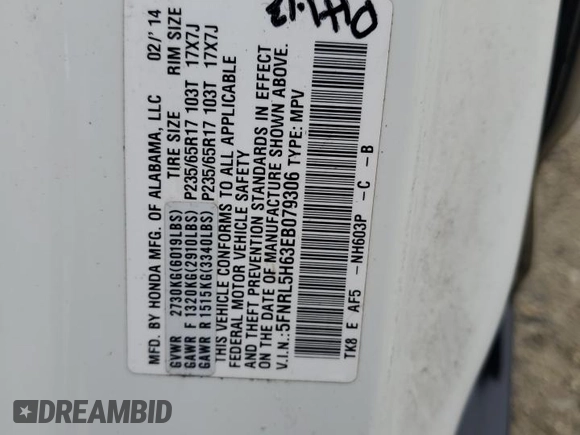 MFD. BY HONDA MFG. OF ALABAMA, LLC 02/'14
GVWR 2730KG(6019LBS) TIRE SIZE RIM SIZE
GAWR F 1320KG(2910LBS) P235/65R17 103T 17X7J
GAWR R 1515KG(3340LBS) P235/65R17 103T 17X7J
THIS VEHICLE CONFORMS TO ALL APPLICABLE
FEDERAL MOTOR VEHICLE SAFETY
AND THEFT PREVENTION STANDARDS IN EFFECT
ON THE DATE OF MANUFACTURE SHOWN ABOVE.
V.I.N.:5FNRL5H63EB079306 TYPE: MPV
TK8 E AF5 -NH603P -C -B
DREAMBID